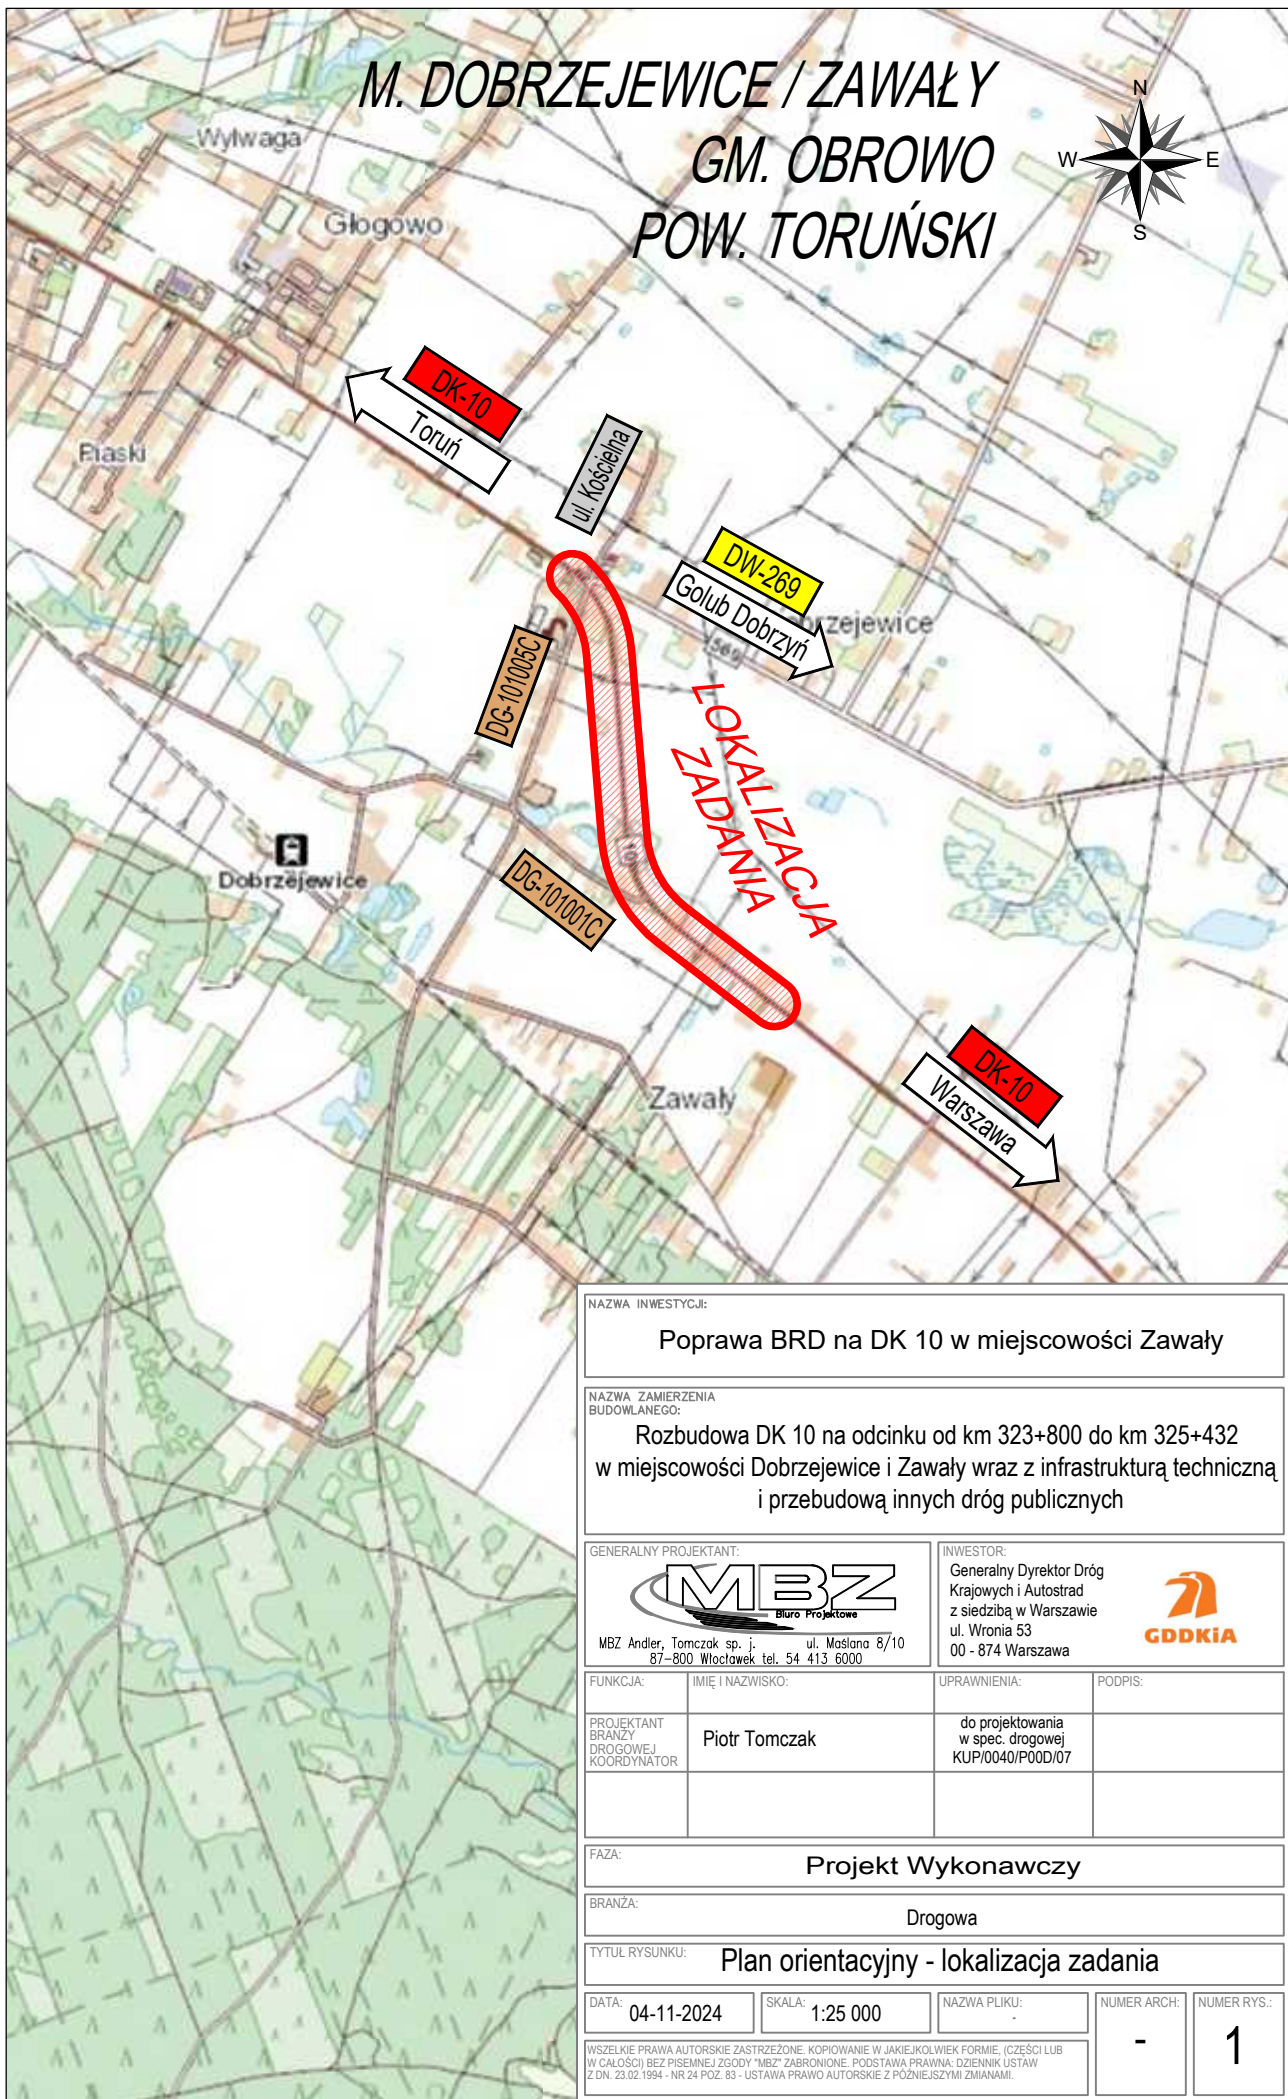 M. DOBRZEJEWICE / ZAWAŁY
GM. OBROWO
POW. TORUŃSKI
N
W
E
S
Wylwaga
Głogowo
Piaski
DK-10
Toruń
ul. Kościelna
DW-269
Golub Dobrzyń
brzejewice
569
DG-101005C
LOKALIZACJA
ZADANIA
10
Dobrzejewice
DG-101001C
Zawały
DK-10
Warszawa
NAZWA INWESTYCJI:
Poprawa BRD na DK 10 w miejscowości Zawały
NAZWA ZAMIERZENIA
BUDOWLANEGO:
Rozbudowa DK 10 na odcinku od km 323+800 do km 325+432
w miejscowości Dobrzejewice i Zawały wraz z infrastrukturą techniczną
i przebudową innych dróg publicznych
GENERALNY PROJEKTANT:
MBZ
Biuro Projektowe
MBZ Andler, Tomczak sp. j. ul. Maślana 8/10
87-800 Włocławek tel. 54 413 6000
INWESTOR:
Generalny Dyrektor Dróg
Krajowych i Autostrad
z siedzibą w Warszawie
ul. Wronia 53
00 - 874 Warszawa
GDDKiA
FUNKCJA:
IMIĘ I NAZWISKO:
UPRAWNIENIA:
PODPIS:
PROJEKTANT
BRANŻY
DROGOWEJ
KOORDYNATOR
Piotr Tomczak
do projektowania
w spec. drogowej
KUP/0040/P00D/07
FAZA:
Projekt Wykonawczy
BRANŻA:
Drogowa
TYTUŁ RYSUNKU:
Plan orientacyjny - lokalizacja zadania
DATA:
04-11-2024
SKALA:
1:25 000
NAZWA PLIKU:
-
NUMER ARCH:
-
NUMER RYS.:
1
WSZELKIE PRAWA AUTORSKIE ZASTRZEŻONE. KOPIOWANIE W JAKIEJKOLWIEK FORMIE, (CZĘŚCI LUB
W CAŁOŚCI) BEZ PISEMNEJ ZGODY "MBZ" ZABRONIONE. PODSTAWA PRAWNA: DZIENNIK USTAW
Z DN. 23.02.1994 - NR 24 POZ. 83 - USTAWA PRAWO AUTORSKIE Z PÓŹNIEJSZYMI ZMIANAMI.